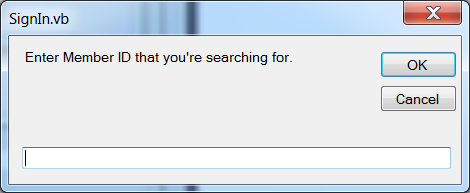 SignIn.vb
Enter Member ID that you're searching for.
OK
Cancel